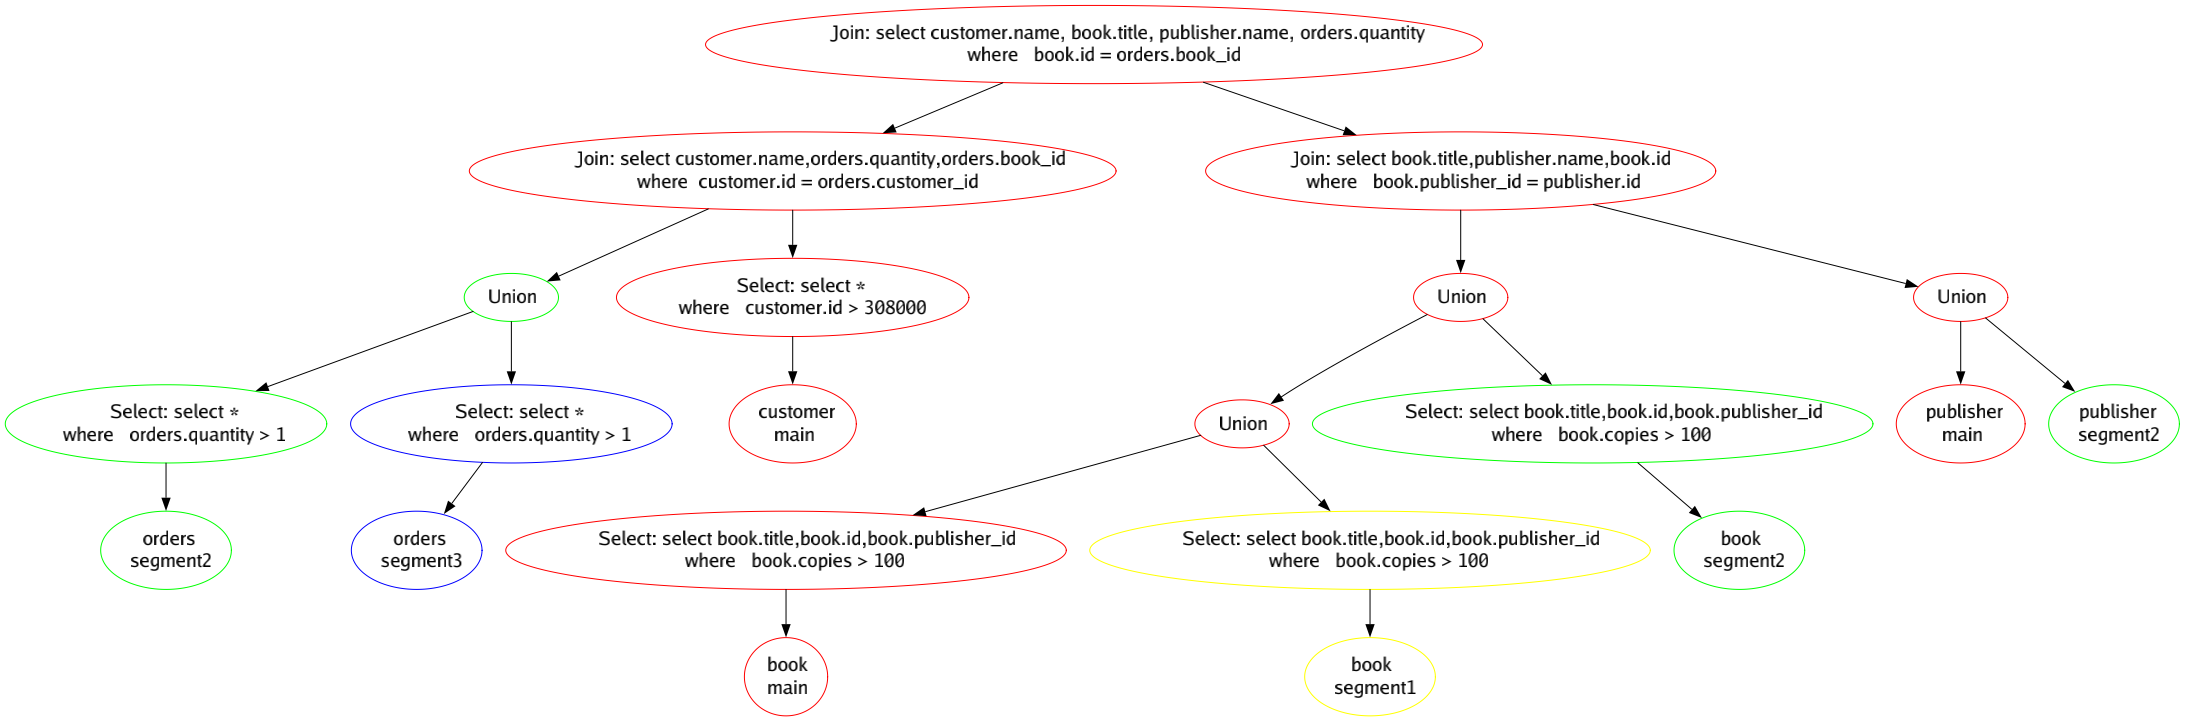 Join: select customer.name, book.title, publisher.name, orders.quantity
where   book.id = orders.book_id
Join: select customer.name,orders.quantity,orders.book_id
where  customer.id = orders.customer_id
Join: select book.title,publisher.name,book.id
where   book.publisher_id = publisher.id
Union
Select: select *
where   customer.id > 308000
Union
Union
Select: select *
where   orders.quantity > 1
Select: select *
where   orders.quantity > 1
customer
main
Union
Select: select book.title,book.id,book.publisher_id
where   book.copies > 100
publisher
main
publisher
segment2
orders
segment2
orders
segment3
Select: select book.title,book.id,book.publisher_id
where   book.copies > 100
Select: select book.title,book.id,book.publisher_id
where   book.copies > 100
book
segment2
book
main
book
segment1